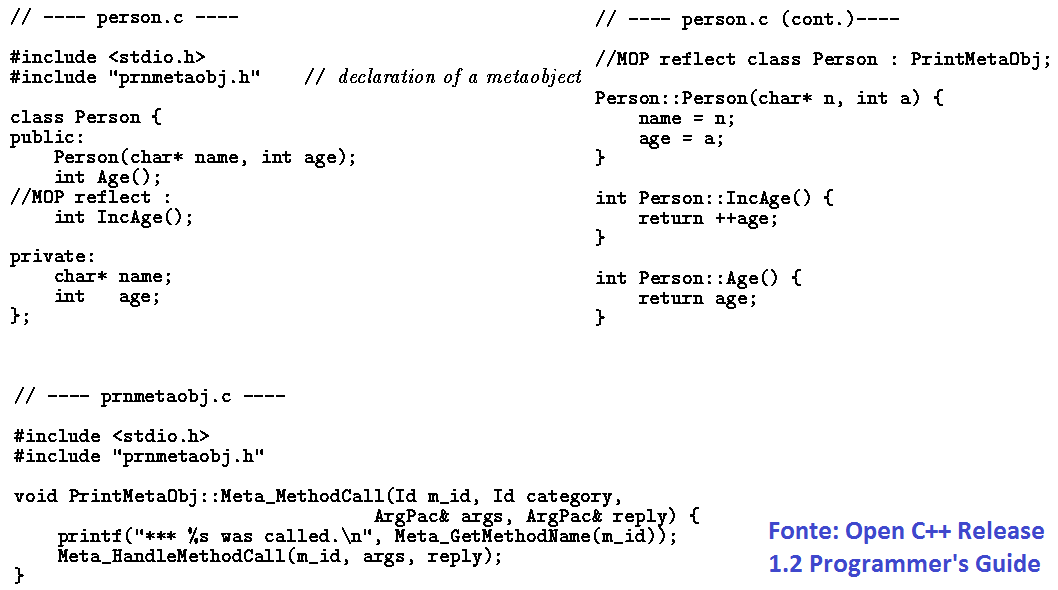 // ---- person.c ----
#include <stdio.h>
#include "prnmetaobj.h"    // declaration of a metaobject
class Person {
public:
    Person(char* name, int age);
    int Age();
//MOP reflect :
    int IncAge();
private:
    char* name;
    int   age;
};
// ---- person.c (cont.)----
//MOP reflect class Person : PrintMetaObj;
Person::Person(char* n, int a) {
    name = n;
    age = a;
}
int Person::IncAge() {
    return ++age;
}
int Person::Age() {
    return age;
}
// ---- prnmetaobj.c ----
#include <stdio.h>
#include "prnmetaobj.h"
void PrintMetaObj::Meta_MethodCall(Id m_id, Id category,
                                 ArgPac& args, ArgPac& reply) {
    printf("*** %s was called.\n", Meta_GetMethodName(m_id));
    Meta_HandleMethodCall(m_id, args, reply);
}
Fonte: Open C++ Release
1.2 Programmer's Guide